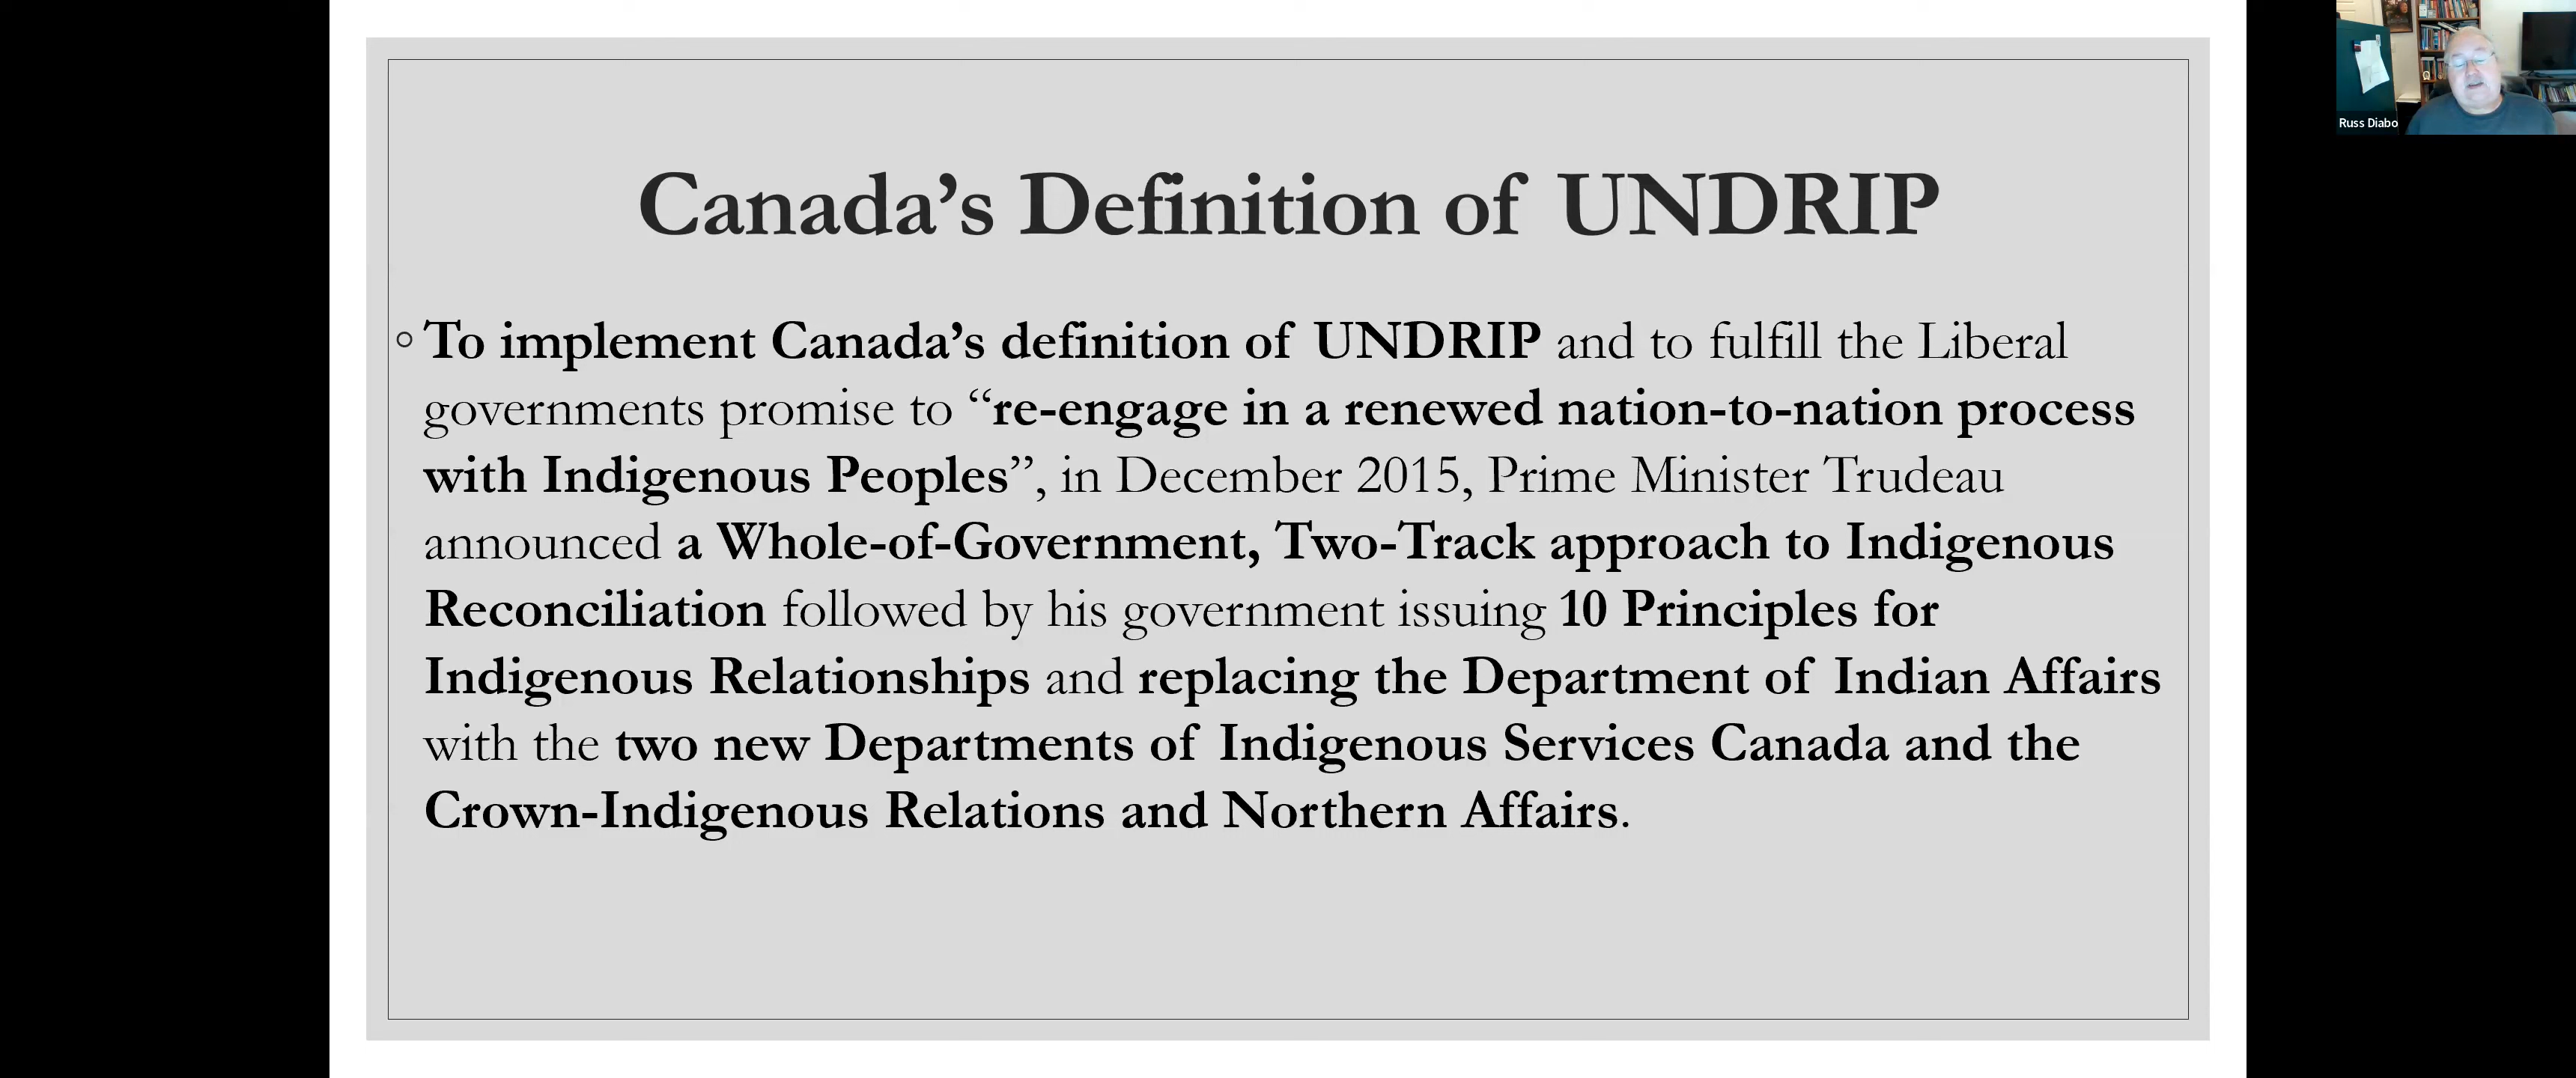 Canada’s Definition of UNDRIP
◦ To implement Canada’s definition of UNDRIP and to fulfill the Liberal
governments promise to “re-engage in a renewed nation-to-nation process
with Indigenous Peoples”, in December 2015, Prime Minister Trudeau
announced a Whole-of-Government, Two-Track approach to Indigenous
Reconciliation followed by his government issuing 10 Principles for
Indigenous Relationships and replacing the Department of Indian Affairs
with the two new Departments of Indigenous Services Canada and the
Crown-Indigenous Relations and Northern Affairs.
Russ Diabo